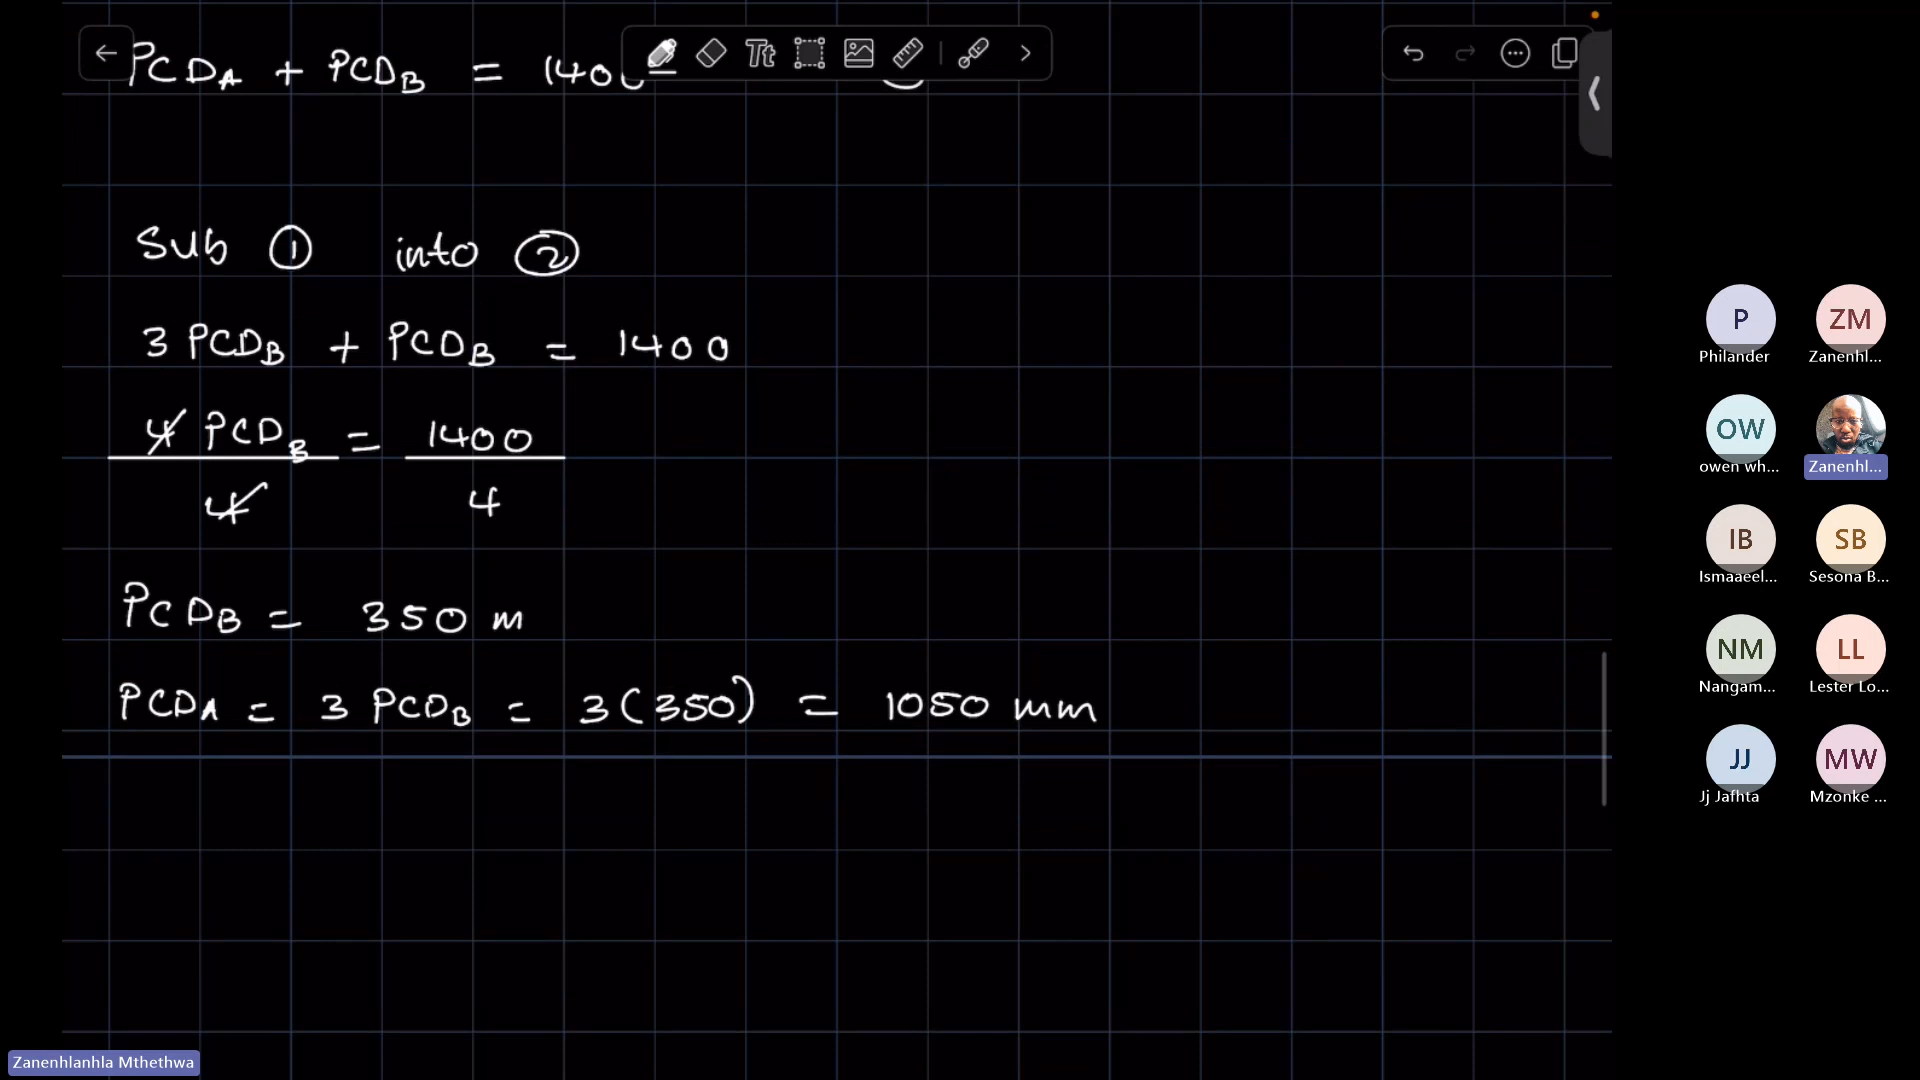 PCDA + PCDB = 1400
Tt
Sub ① into ②
3 PCDB + PCDB = 1400
4 PCDB = 1400
4 4
PCDB = 350 m
PCDA = 3 PCDB = 3(350) = 1050 mm
P ZM
Philander Zanenhl...
OW
owen wh... Zanenhl...
IB SB
Ismaaeel... Sesona B...
NM LL
Nangam... Lester Lo...
JJ MW
Jj Jafhta Mzonke ...
Zanenhlanhla Mthethwa